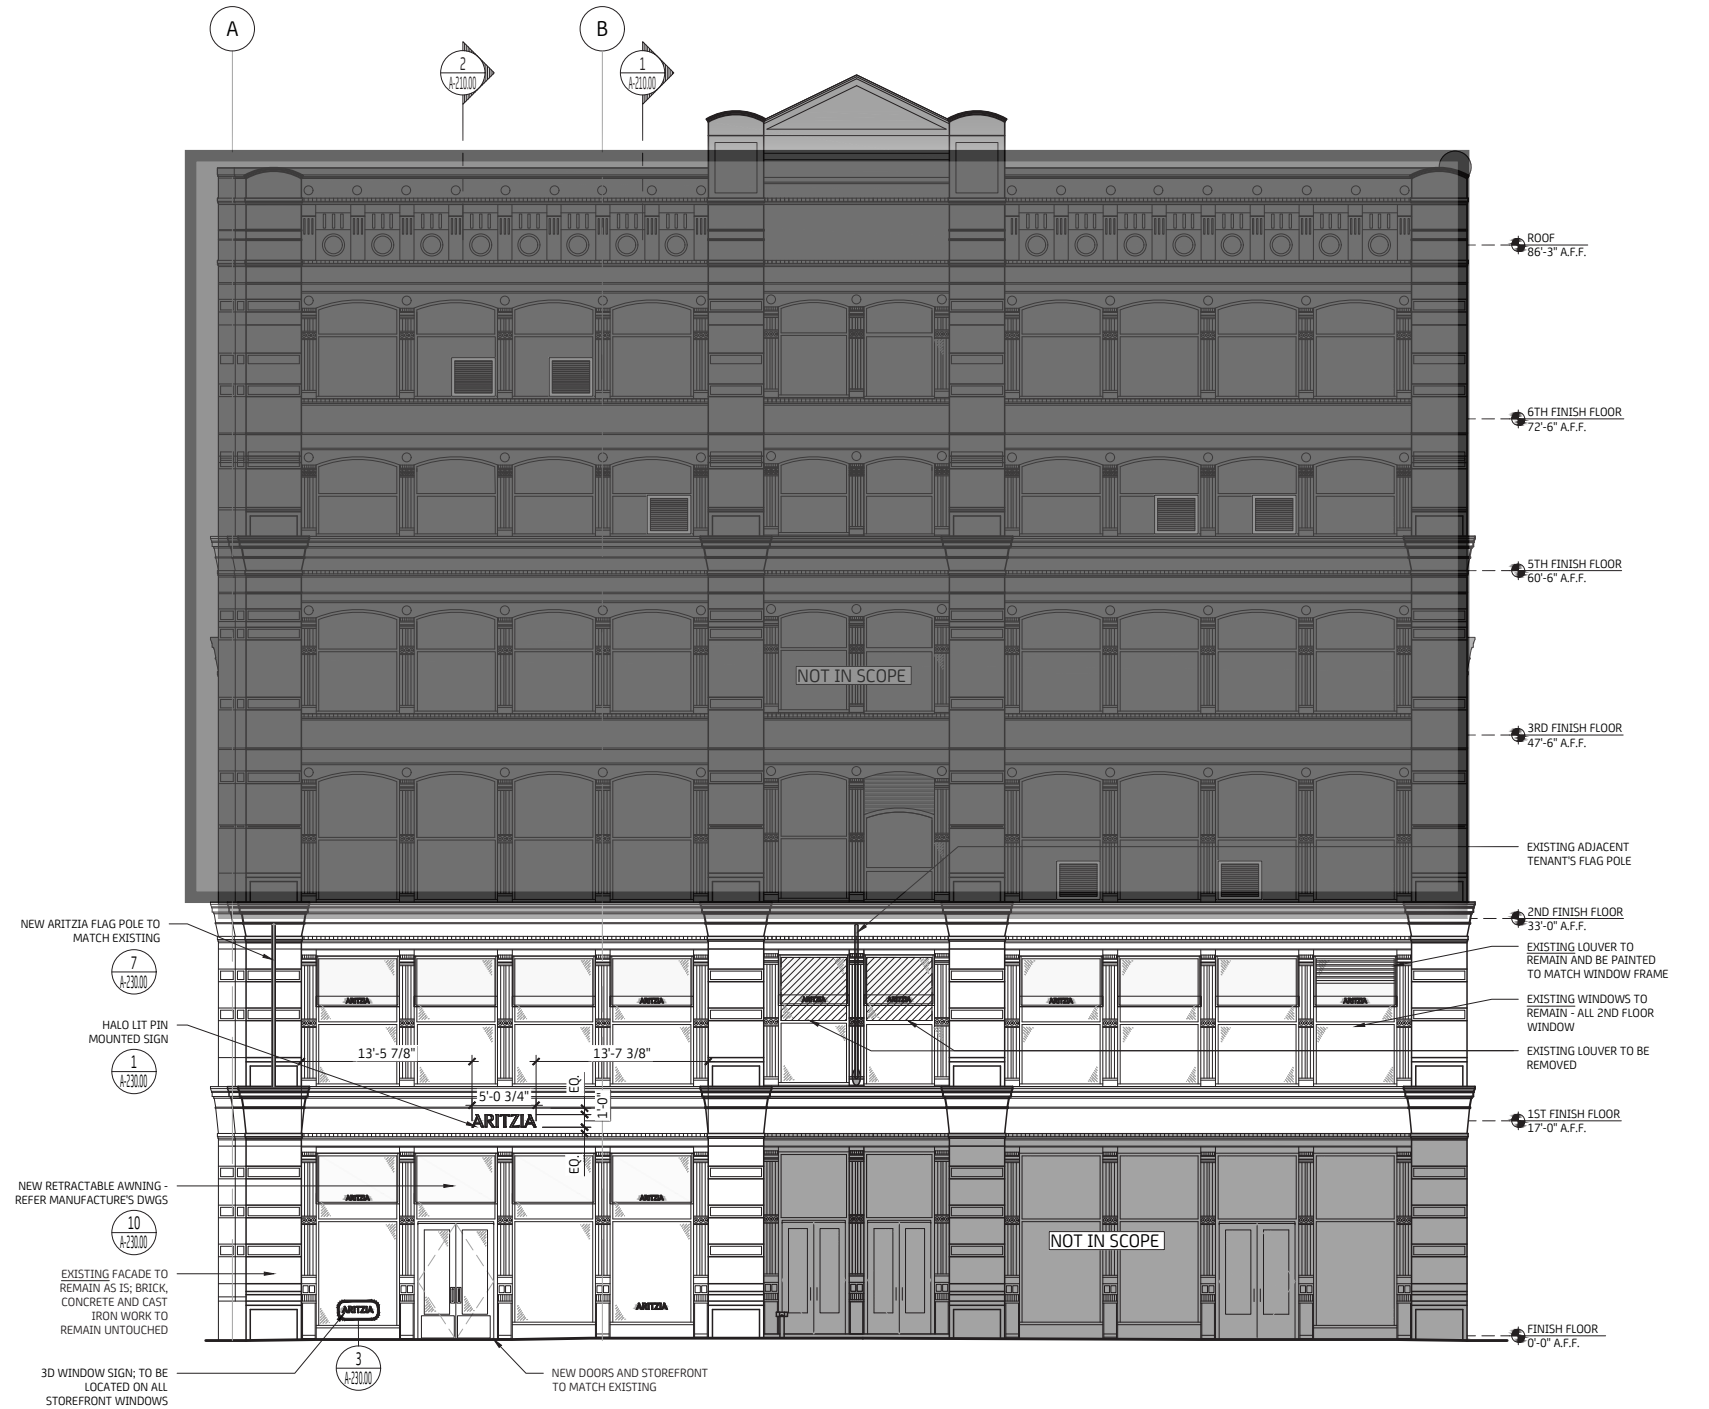 A
B
2
A-210.00
1
A-210.00
ROOF
86'-3" A.F.F.
6TH FINISH FLOOR
72'-6" A.F.F.
5TH FINISH FLOOR
60'-6" A.F.F.
NOT IN SCOPE
3RD FINISH FLOOR
47'-6" A.F.F.
EXISTING ADJACENT
TENANT'S FLAG POLE
2ND FINISH FLOOR
33'-0" A.F.F.
NEW ARITZIA FLAG POLE TO
MATCH EXISTING
7
A-230.00
EXISTING LOUVER TO
REMAIN AND BE PAINTED
TO MATCH WINDOW FRAME
ARITZIA
ARITZIA
ARITZIA
ARITZIA
ARITZIA
ARITZIA
EXISTING WINDOWS TO
REMAIN - ALL 2ND FLOOR
WINDOW
HALO LIT PIN
MOUNTED SIGN
1
A-230.00
13'-5 7/8"
13'-7 3/8"
EXISTING LOUVER TO BE
REMOVED
5'-0 3/4"
EQ.
1'-0"
EQ.
ARITZIA
1ST FINISH FLOOR
17'-0" A.F.F.
NEW RETRACTABLE AWNING -
REFER MANUFACTURE'S DWGS
10
A-230.00
ARITZIA
ARITZIA
NOT IN SCOPE
EXISTING FACADE TO
REMAIN AS IS; BRICK,
CONCRETE AND CAST
IRON WORK TO
REMAIN UNTOUCHED
ARITZIA
ARITZIA
FINISH FLOOR
0'-0" A.F.F.
3
A-230.00
3D WINDOW SIGN; TO BE
LOCATED ON ALL
STOREFRONT WINDOWS
NEW DOORS AND STOREFRONT
TO MATCH EXISTING